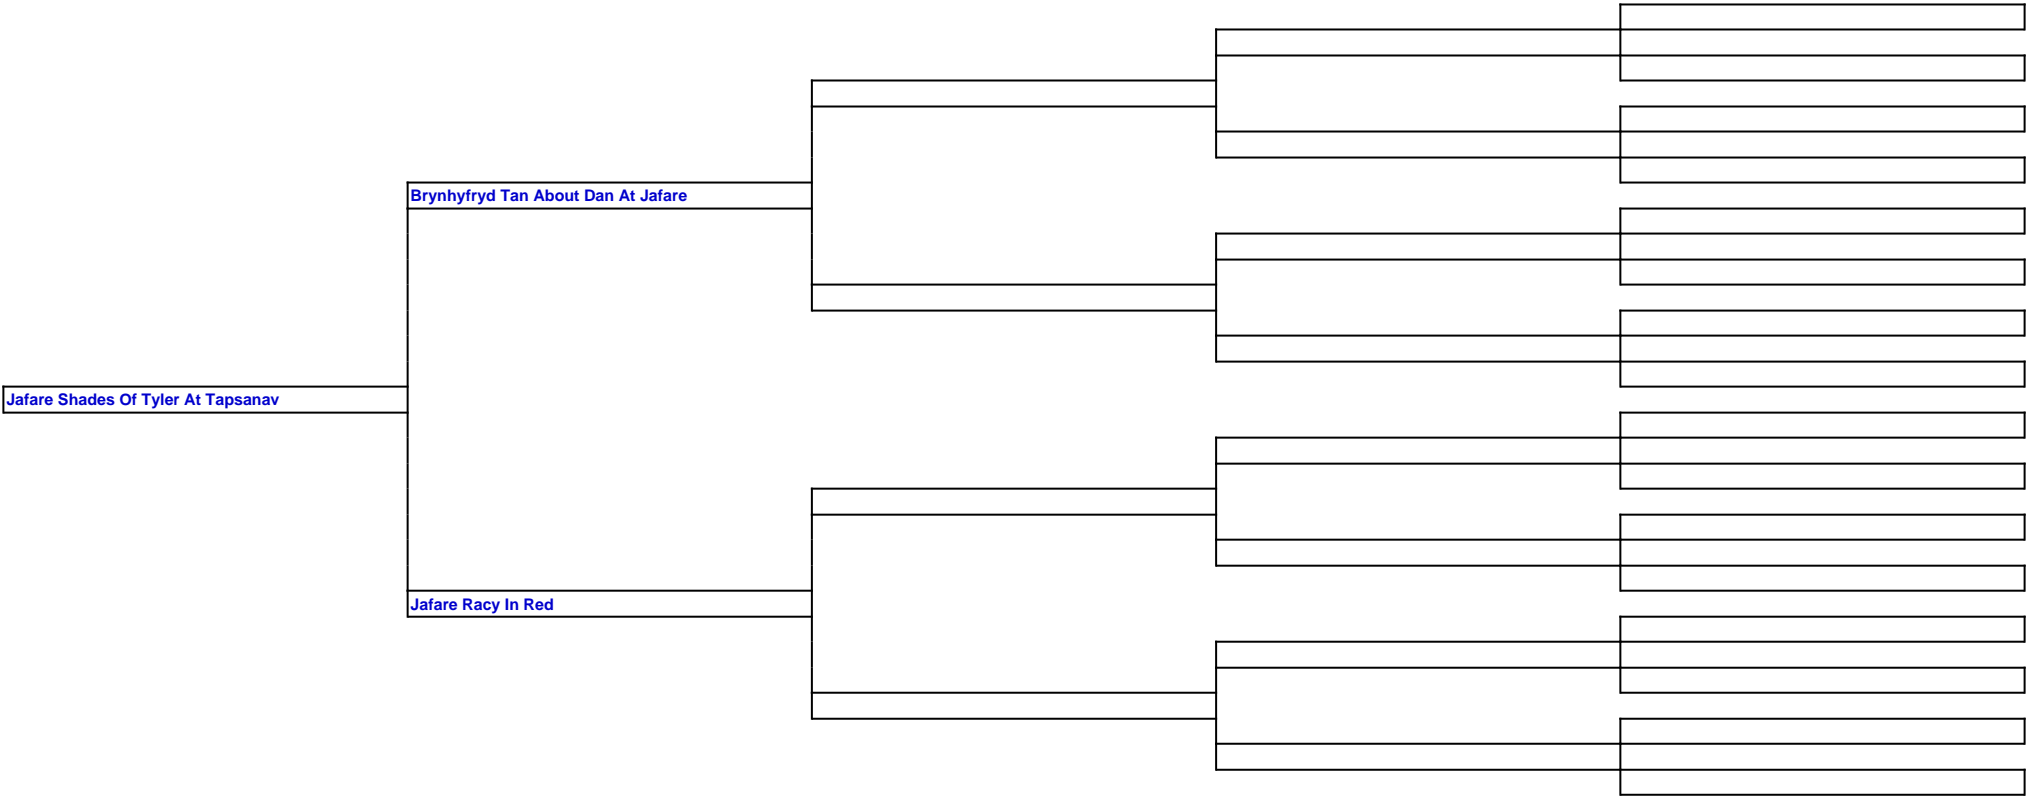 Brynhyfryd Tan About Dan At Jafare
Jafare Shades Of Tyler At Tapsanav
Jafare Racy In Red